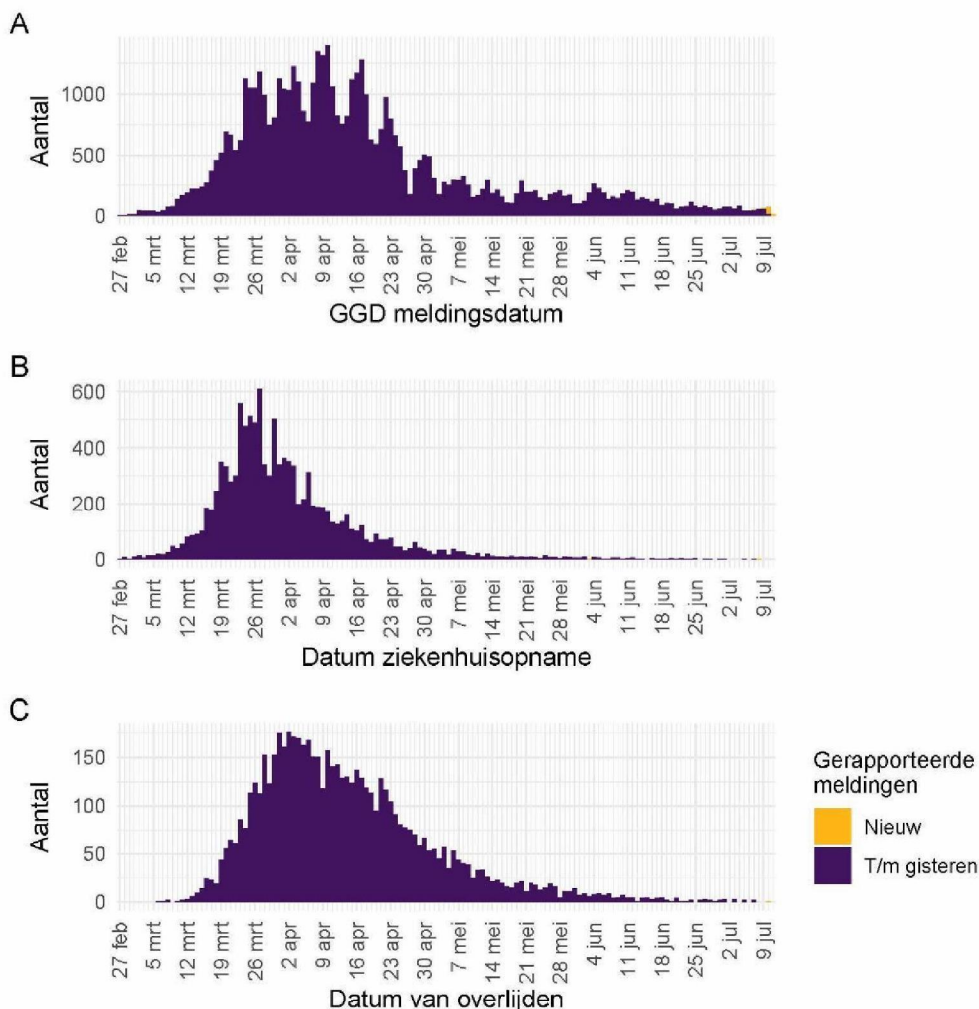 A
Aantal
1000
500
0
27 feb
5 mrt
12 mrt
19 mrt
26 mrt
2 apr
9 apr
16 apr
23 apr
30 apr
7 mei
14 mei
21 mei
28 mei
4 jun
11 jun
18 jun
25 jun
2 jul
9 jul
GGD meldingsdatum
B
Aantal
600
400
200
0
27 feb
5 mrt
12 mrt
19 mrt
26 mrt
2 apr
9 apr
16 apr
23 apr
30 apr
7 mei
14 mei
21 mei
28 mei
4 jun
11 jun
18 jun
25 jun
2 jul
9 jul
Datum ziekenhuisopname
C
Aantal
150
100
50
0
27 feb
5 mrt
12 mrt
19 mrt
26 mrt
2 apr
9 apr
16 apr
23 apr
30 apr
7 mei
14 mei
21 mei
28 mei
4 jun
11 jun
18 jun
25 jun
2 jul
9 jul
Datum van overlijden
Gerapporteerde
meldingen
Nieuw
T/m gisteren